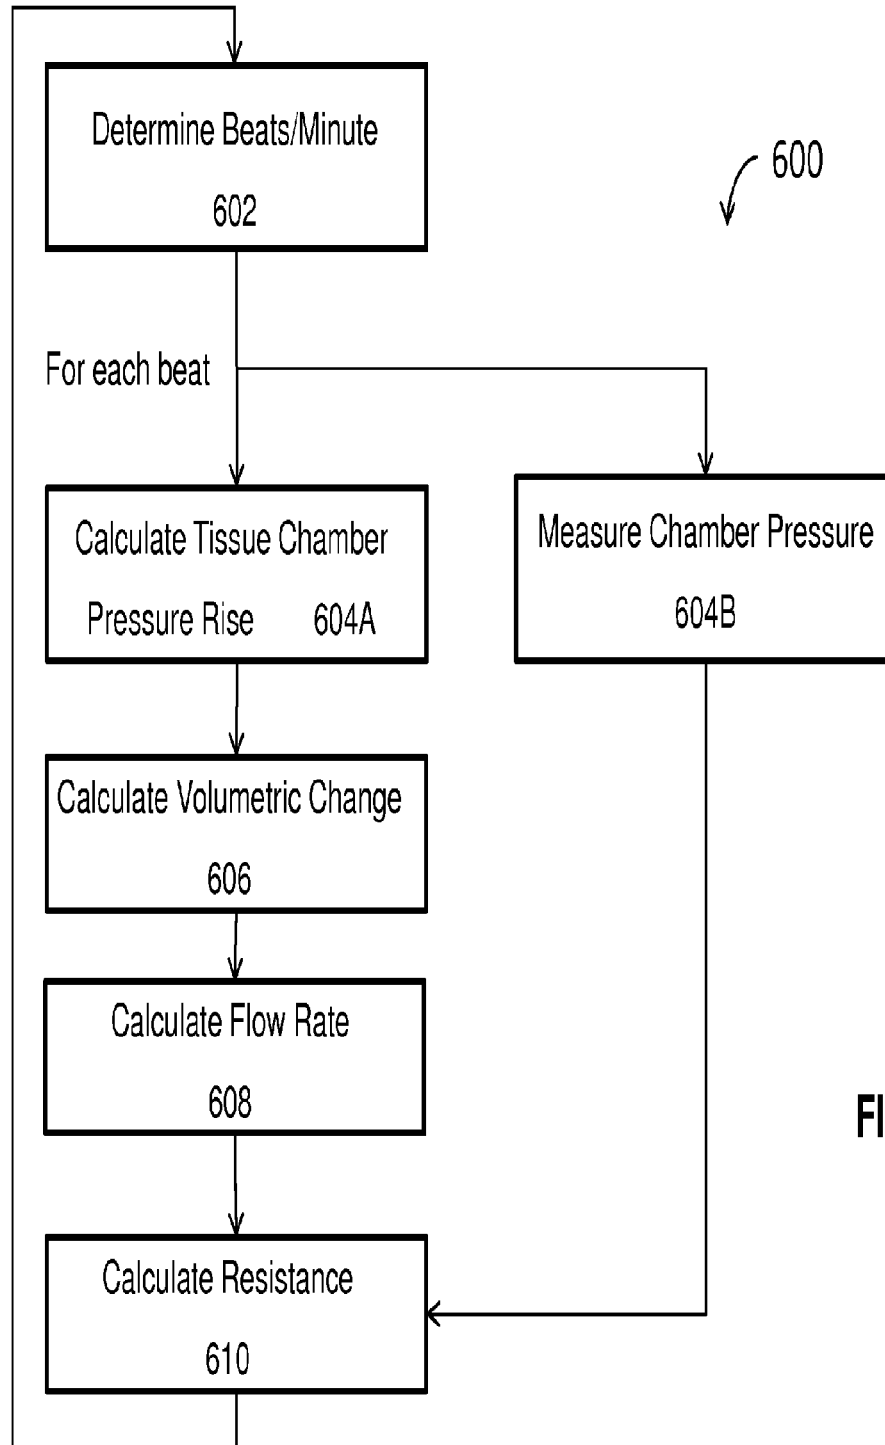 Determine Beats/Minute
602
600
For each beat
Calculate Tissue Chamber
Pressure Rise 604A
Measure Chamber Pressure
604B
Calculate Volumetric Change
606
Calculate Flow Rate
608
FI
Calculate Resistance
610